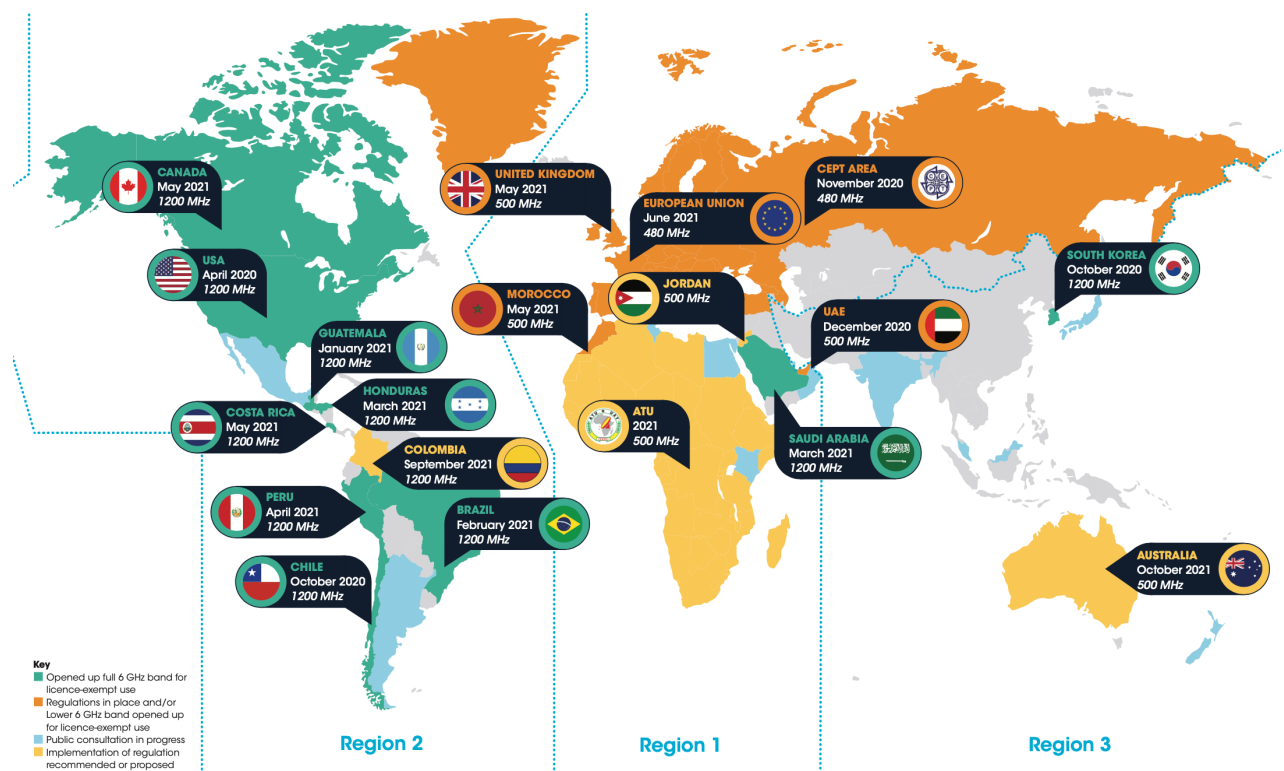 CANADA
May 2021
1200 MHz
USA
April 2020
1200 MHz
GUATEMALA
January 2021
1200 MHz
HONDURAS
March 2021
1200 MHz
COSTA RICA
May 2021
1200 MHz
COLOMBIA
September 2021
1200 MHz
PERU
April 2021
1200 MHz
BRAZIL
February 2021
1200 MHz
CHILE
October 2020
1200 MHz
UNITED KINGDOM
May 2021
500 MHz
EUROPEAN UNION
June 2021
480 MHz
CEPT AREA
November 2020
480 MHz
MOROCCO
May 2021
500 MHz
JORDAN
500 MHz
UAE
December 2020
500 MHz
SOUTH KOREA
October 2020
1200 MHz
ATU
2021
500 MHz
SAUDI ARABIA
March 2021
1200 MHz
AUSTRALIA
October 2021
500 MHz
Key
Opened up full 6 GHz band for
licence-exempt use
Regulations in place and/or
Lower 6 GHz band opened up
for licence-exempt use
Public consultation in progress
Implementation of regulation
recommended or proposed
Region 2
Region 1
Region 3